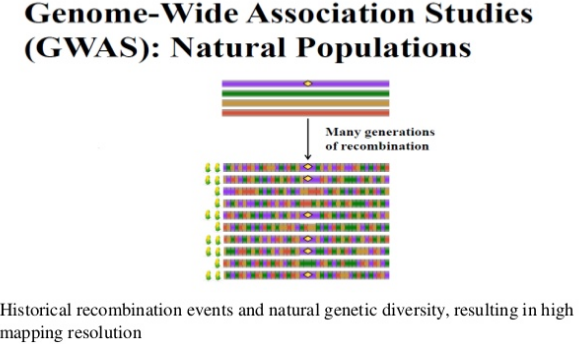 Genome-Wide Association Studies
(GWAS): Natural Populations
Many generations
of recombination
Historical recombination events and natural genetic diversity, resulting in high
mapping resolution